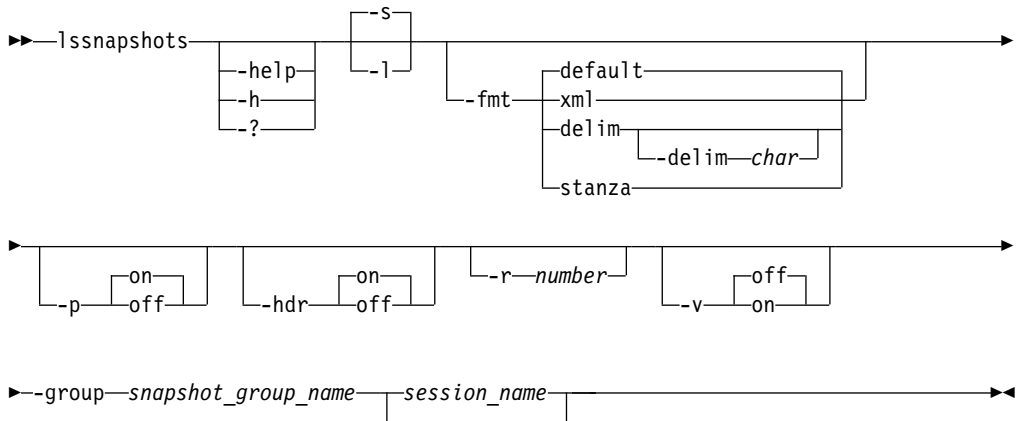 lssnapshots -help -h -? -s -l -fmt default xml delim -delim char stanza
-p on off -hdr on off -r number -v off on
-group snapshot_group_name session_name